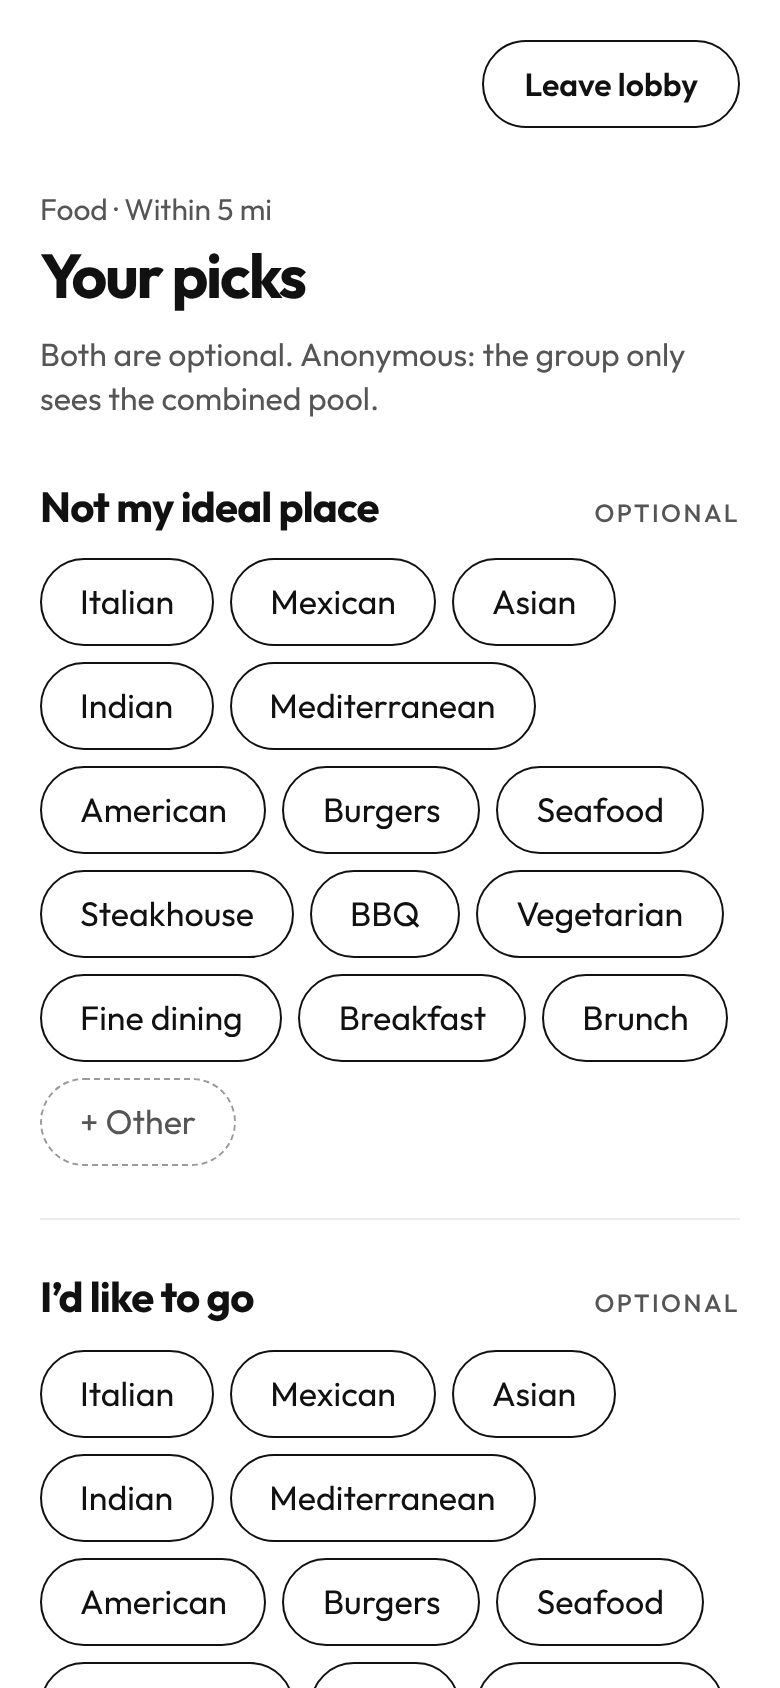 Leave lobby
Food · Within 5 mi
Your picks
Both are optional. Anonymous: the group only
sees the combined pool.
Not my ideal place OPTIONAL
Italian Mexican Asian
Indian Mediterranean
American Burgers Seafood
Steakhouse BBQ Vegetarian
Fine dining Breakfast Brunch
+ Other
I’d like to go OPTIONAL
Italian Mexican Asian
Indian Mediterranean
American Burgers Seafood